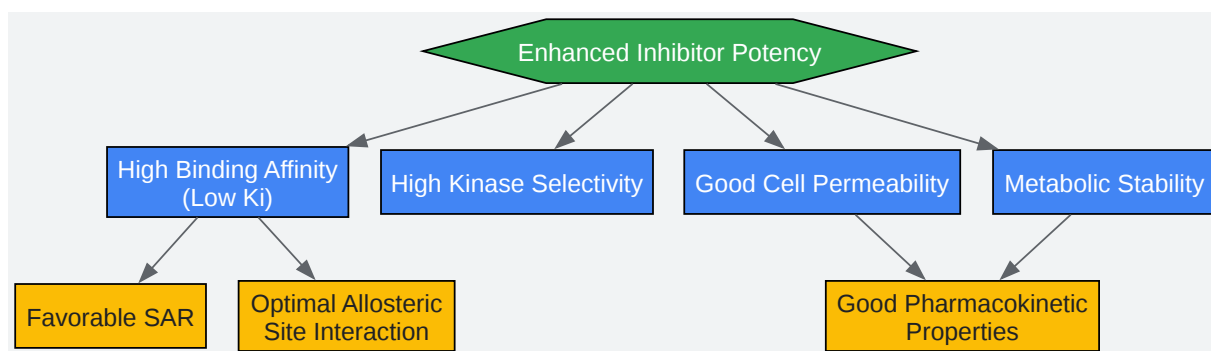 Enhanced Inhibitor Potency
High Binding Affinity
(Low Ki)
High Kinase Selectivity
Good Cell Permeability
Metabolic Stability
Favorable SAR
Optimal Allosteric
Site Interaction
Good Pharmacokinetic
Properties